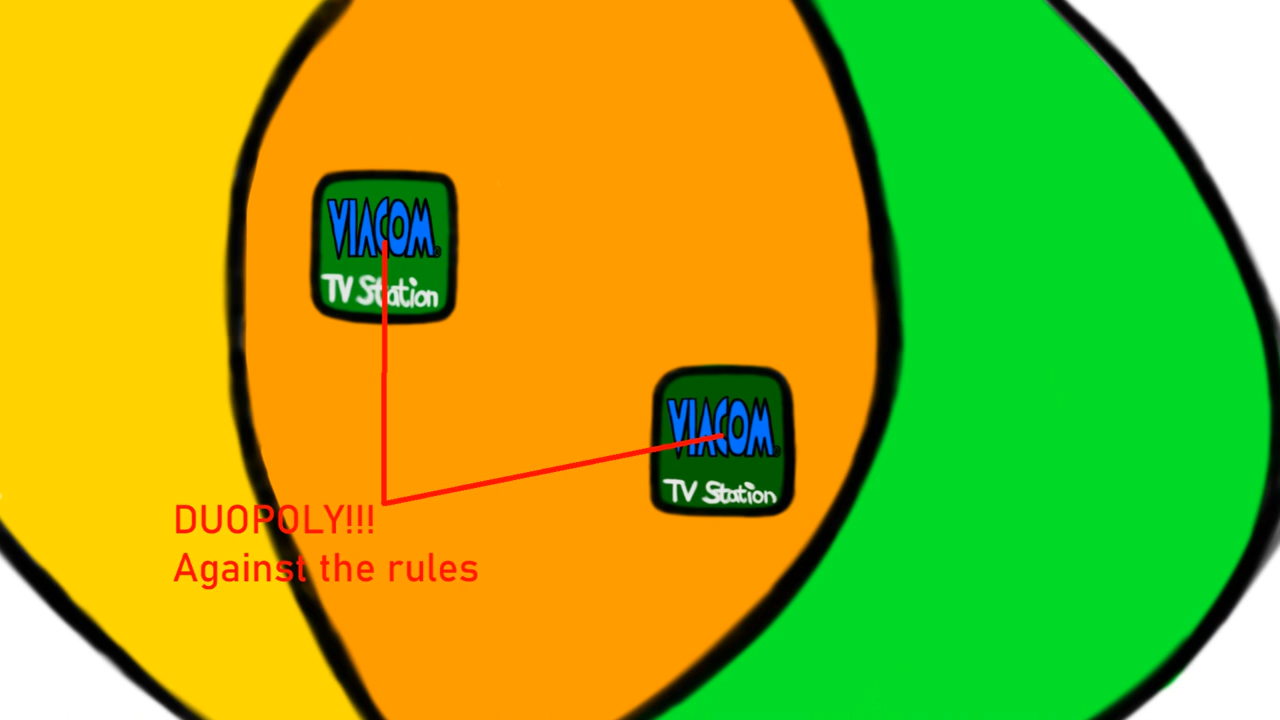 VIACOM®
TV Station
VIACOM®
TV Station
DUOPOLY!!!
Against the rules